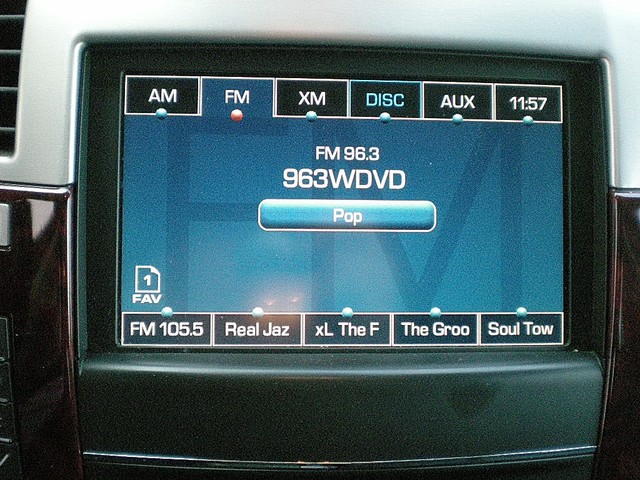 AM FM XM DISC AUX 11:57
FM
FM 96.3
963WDVD
Pop
1
FAV
FM 105.5 Real Jaz xL The F The Groo Soul Tow